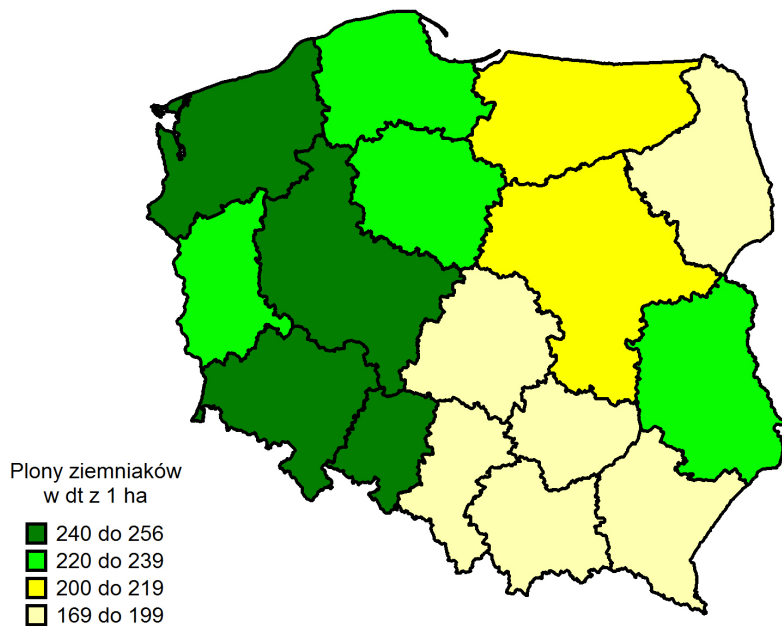 Plony ziemniaków
w dt z 1 ha
240 do 256
220 do 239
200 do 219
169 do 199